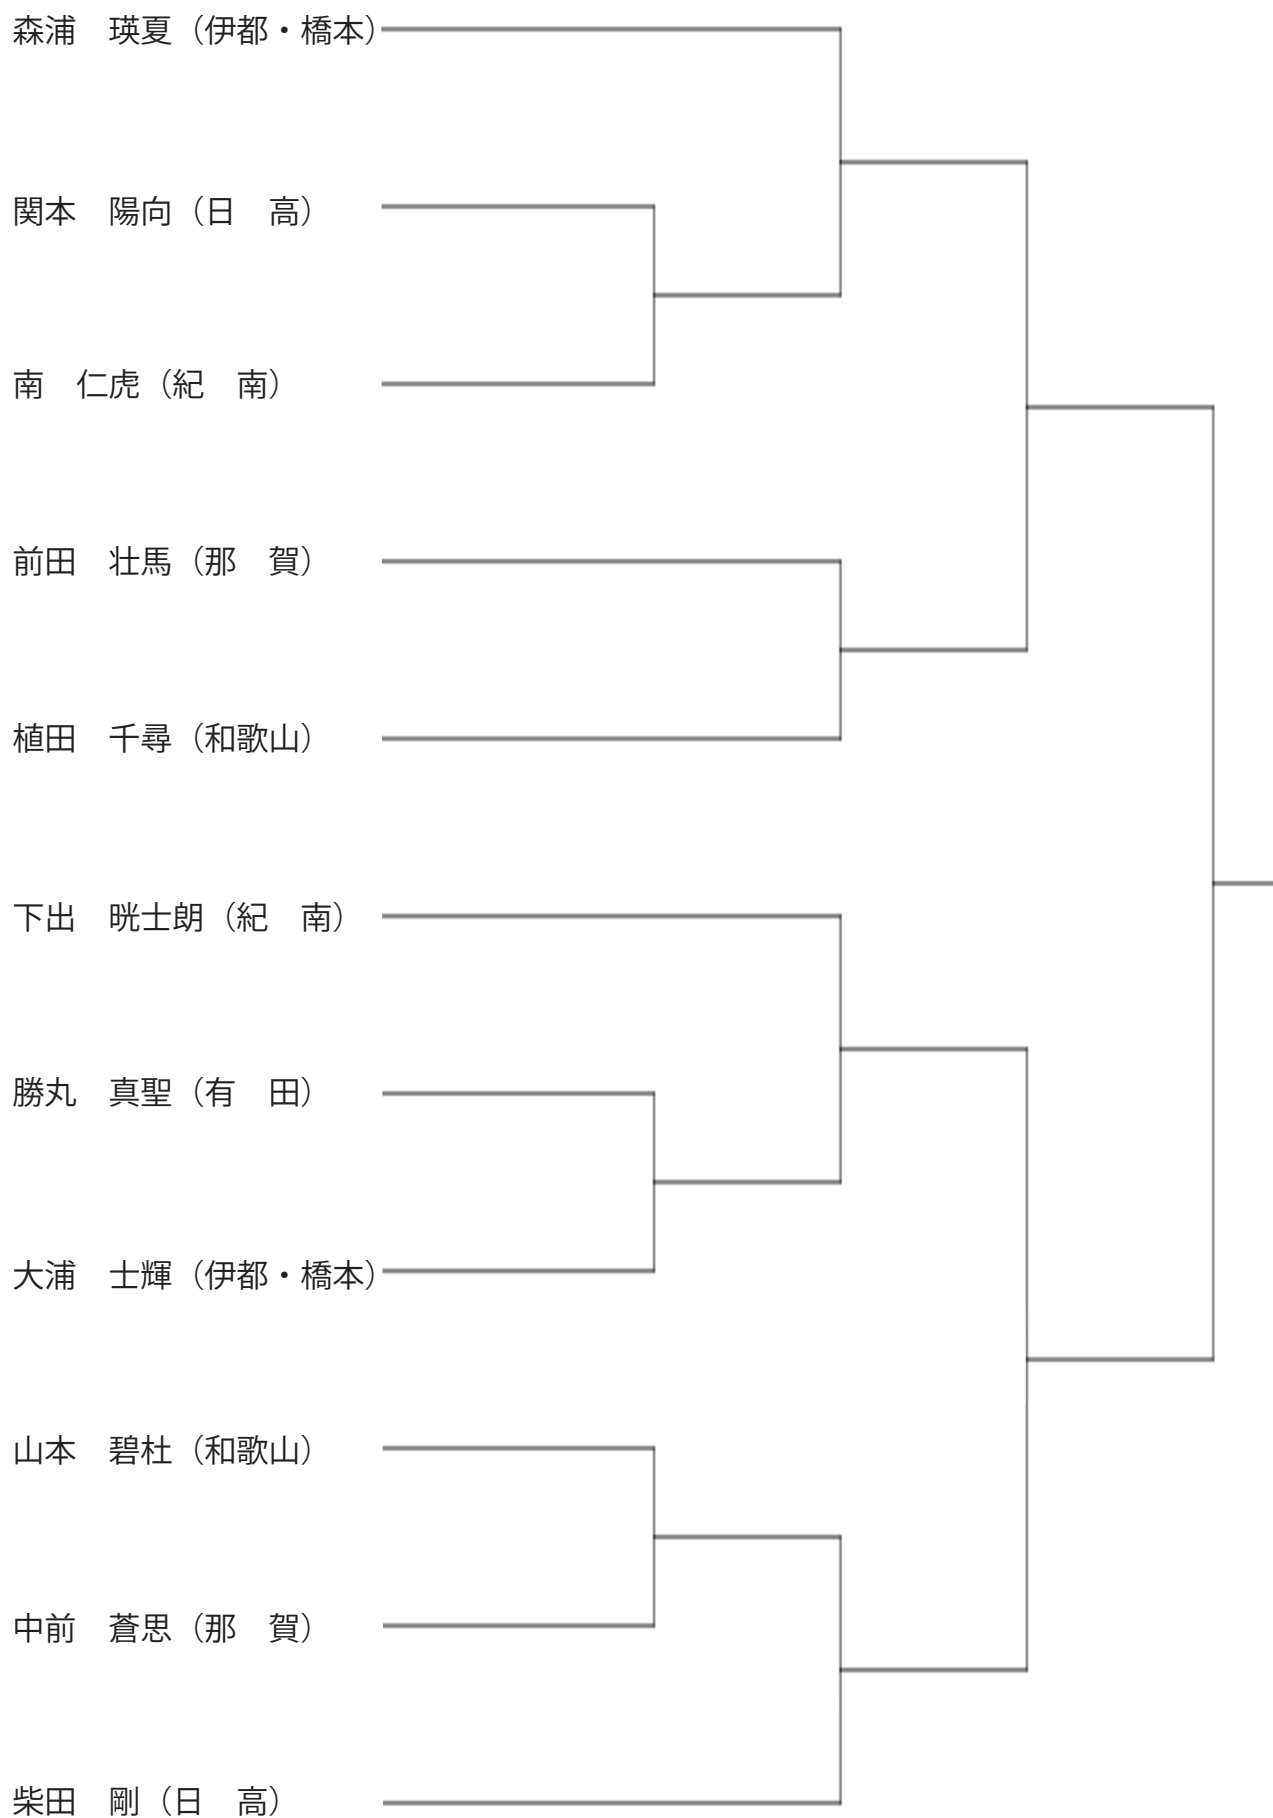 森浦　瑛夏（伊都・橋本）
関本　陽向（日　高）
南　仁虎（紀　南）
前田　壮馬（那　賀）
植田　千尋（和歌山）
下出　晄士朗（紀　南）
勝丸　真聖（有　田）
大浦　士輝（伊都・橋本）
山本　碧杜（和歌山）
中前　蒼思（那　賀）
柴田　剛（日　高）